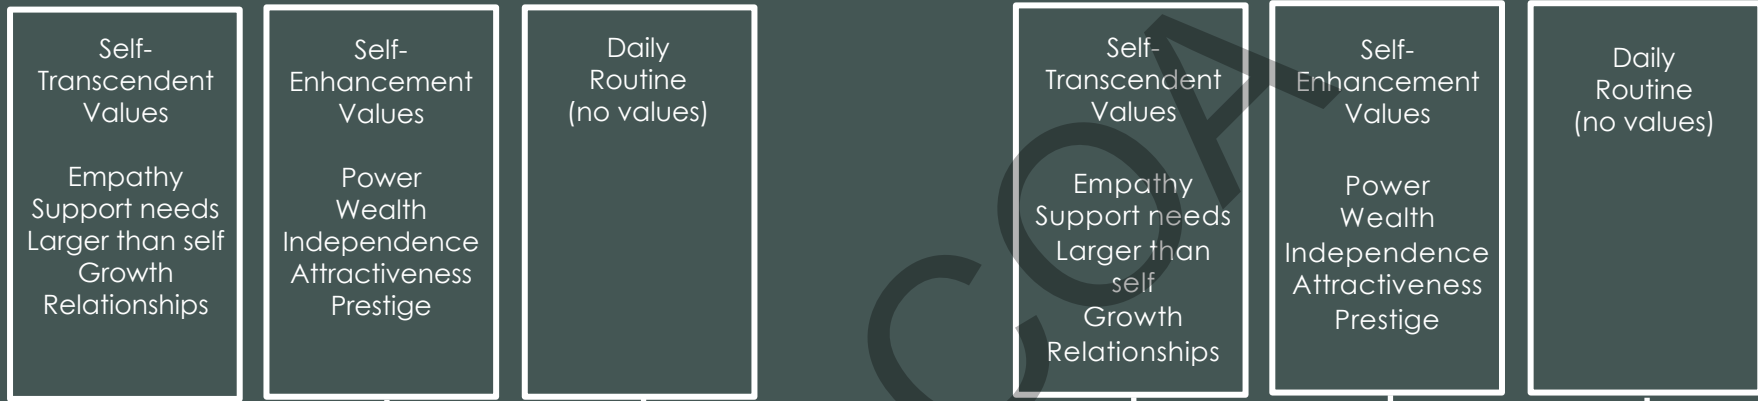 Self-
Transcendent
Values
Empathy
Support needs
Larger than self
Growth
Relationships
Self-
Enhancement
Values
Power
Wealth
Independence
Attractiveness
Prestige
Daily
Routine
(no values)
Self-
Transcendent
Values
Empathy
Support needs
Larger than
self
Growth
Relationships
Self-
Enhancement
Values
Power
Wealth
Independence
Attractiveness
Prestige
Daily
Routine
(no values)
COA